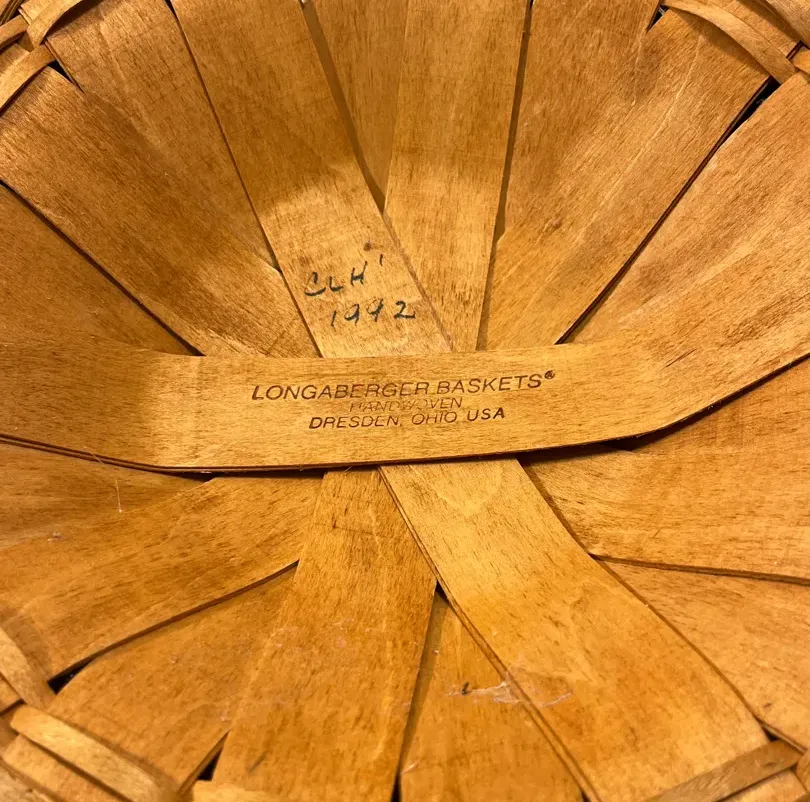 CLH'
1992
LONGABERGER BASKETS®
HANDWOVEN
DRESDEN, OHIO USA